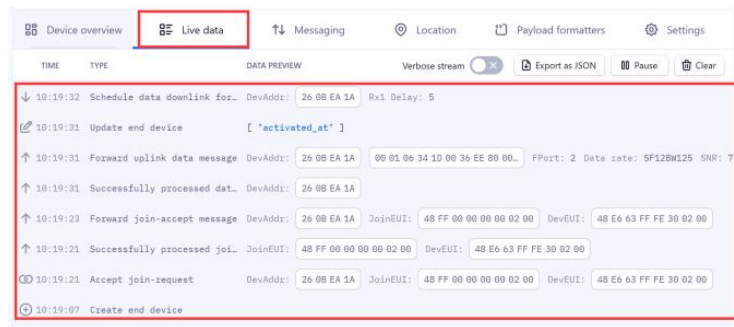 Device overview Live data Messaging Location Payload formatters Settings
TIME TYPE DATA PREVIEW Verbose stream Export as JSON Pause Clear
10:19:32 Schedule data downlink for… DevAddr: 26 0B EA 1A Rx1 Delay: 5
10:19:31 Update end device [ "activated_at" ]
10:19:31 Forward uplink data message DevAddr: 26 0B EA 1A 00 01 06 34 1D 00 36 EE 80 00… FPort: 2 Data rate: SF12BW125 SNR: 7
10:19:31 Successfully processed dat… DevAddr: 26 0B EA 1A
10:19:23 Forward join-accept message DevAddr: 26 0B EA 1A JoinEUI: 48 FF 00 00 00 00 02 00 DevEUI: 48 E6 63 FF FE 30 02 00
10:19:21 Successfully processed joi… JoinEUI: 48 FF 00 00 00 00 02 00 DevEUI: 48 E6 63 FF FE 30 02 00
10:19:21 Accept join-request DevAddr: 26 0B EA 1A JoinEUI: 48 FF 00 00 00 00 02 00 DevEUI: 48 E6 63 FF FE 30 02 00
10:19:07 Create end device